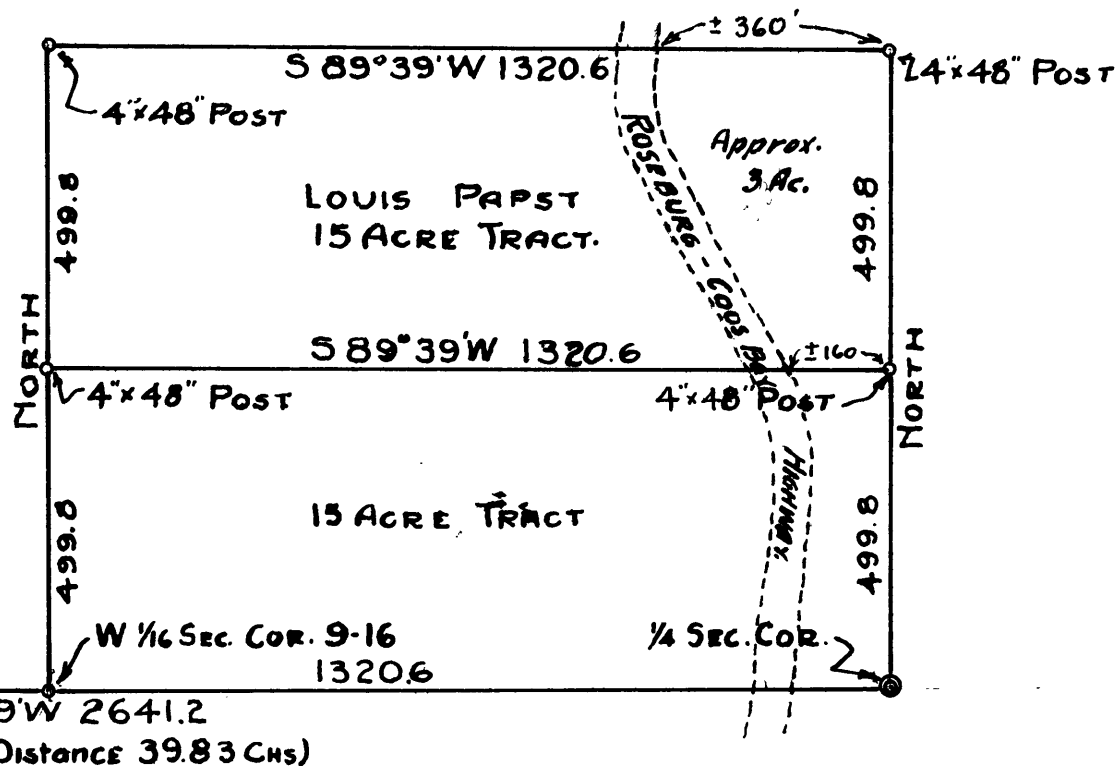 ± 360'
S 89°39'W 1320.6
4"x48" POST
4"x48" POST
ROSEBURG - COOS BAY HIGHWAY
Approx.
3 Ac.
LOUIS PAPST
15 ACRE TRACT.
499.8
499.8
NORTH
S 89°39'W 1320.6
±160
4"x48" POST
4"x48" POST
NORTH
15 ACRE TRACT
499.8
499.8
W 1/16 SEC. COR. 9-16
1/4 SEC. COR.
1320.6
9'W 2641.2
Distance 39.83 CHS)